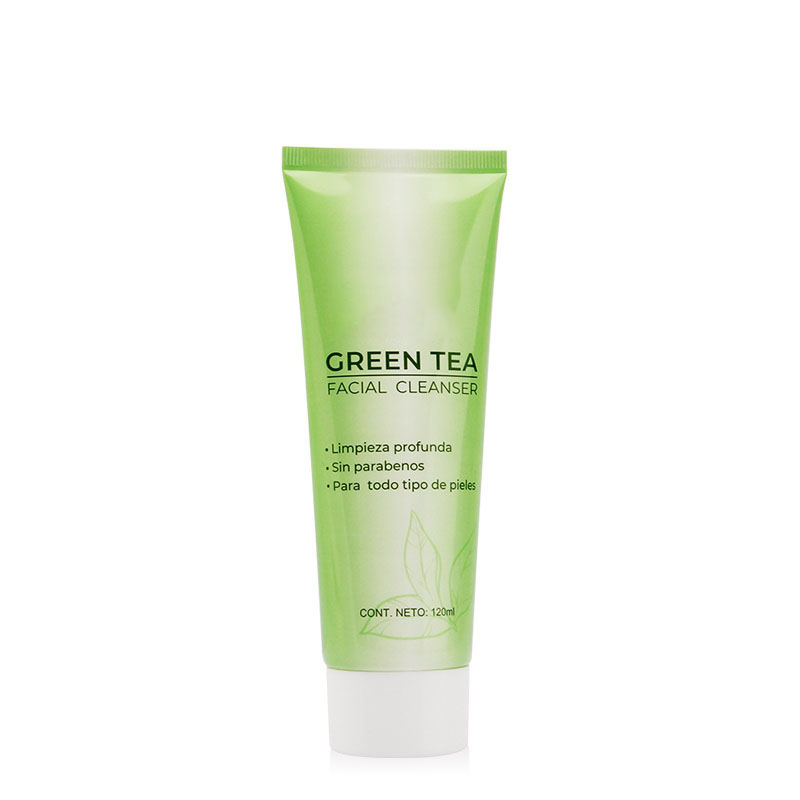 GREEN TEA
FACIAL CLEANSER
• Limpieza profunda
• Sin parabenos
• Para todo tipo de pieles
CONT. NETO: 120ml